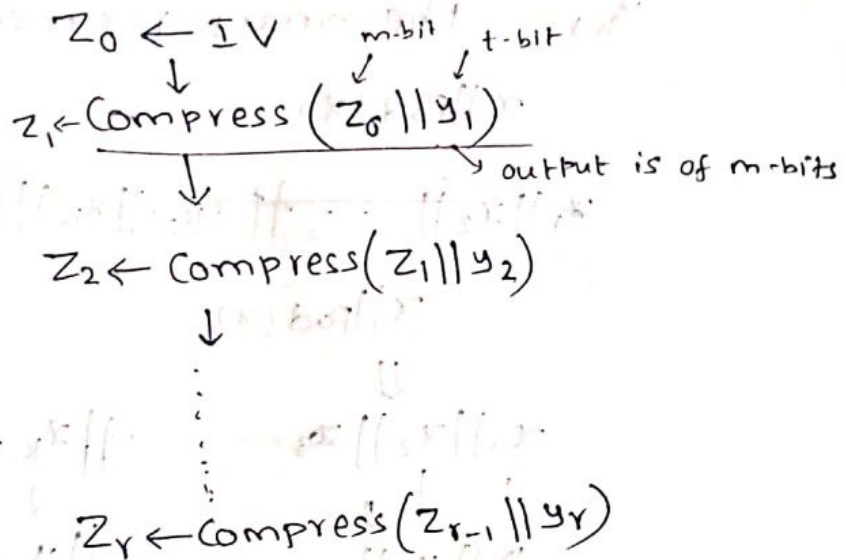 Z₀ ← IV
m-bit t-bit
↓
Z₁ ← Compress (Z₀ || y₁)
output is of m-bits
↓
Z₂ ← Compress (Z₁ || y₂)
↓
Zᵣ ← Compress (Zᵣ₋₁ || yᵣ)